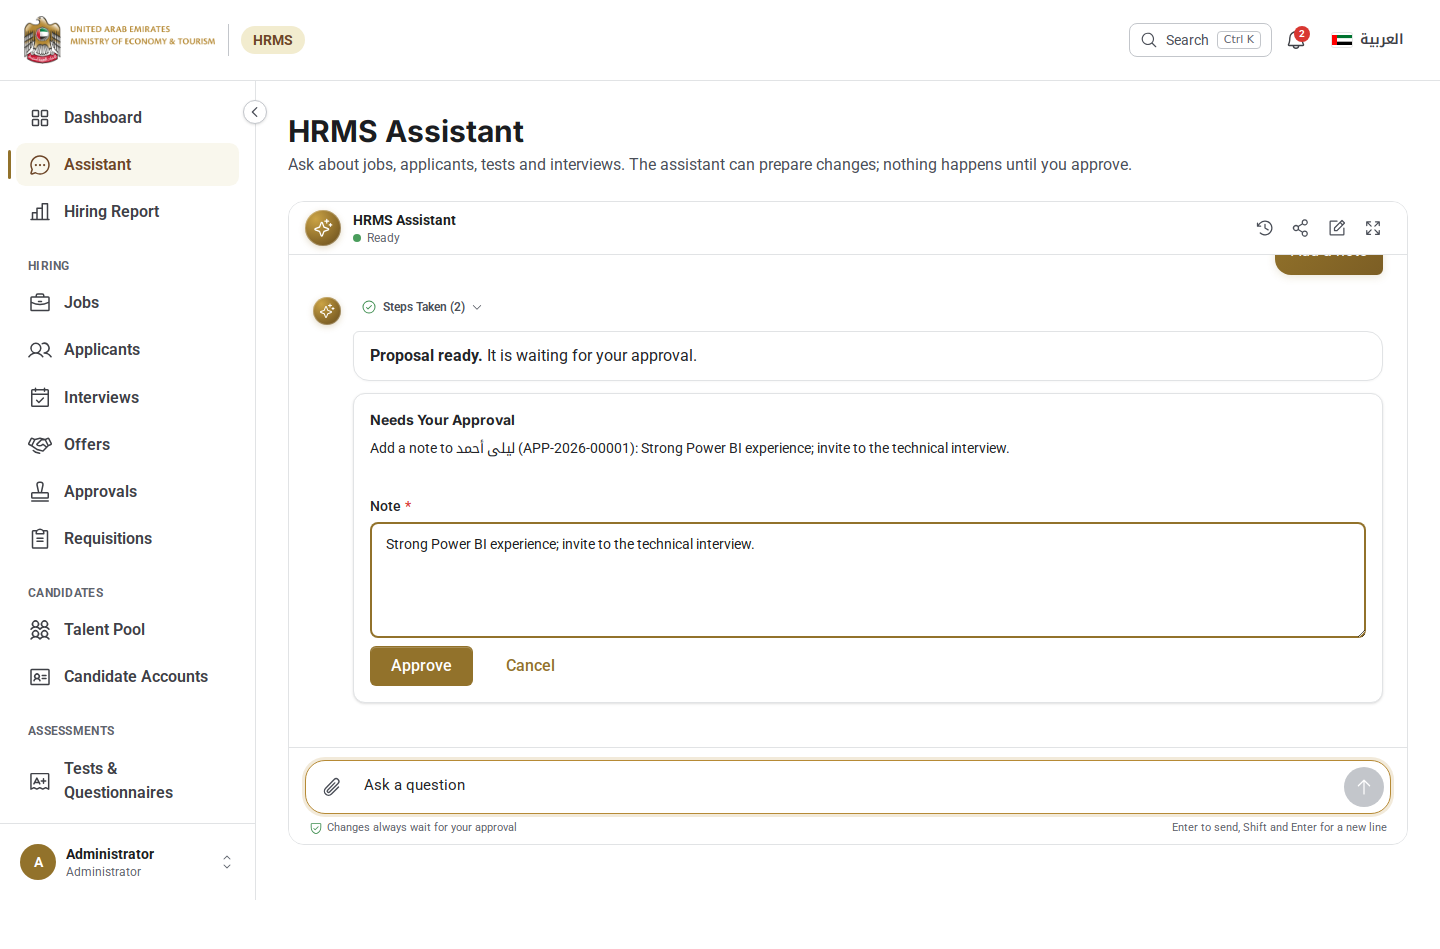 UNITED ARAB EMIRATES
MINISTRY OF ECONOMY & TOURISM
HRMS
Search Ctrl K
2
العربية
Dashboard
Assistant
Hiring Report
HIRING
Jobs
Applicants
Interviews
Offers
Approvals
Requisitions
CANDIDATES
Talent Pool
Candidate Accounts
ASSESSMENTS
Tests &
Questionnaires
A
Administrator
Administrator
HRMS Assistant
Ask about jobs, applicants, tests and interviews. The assistant can prepare changes; nothing happens until you approve.
HRMS Assistant
Ready
Steps Taken (2)
Proposal ready. It is waiting for your approval.
Needs Your Approval
Add a note to ليلى أحمد (APP-2026-00001): Strong Power BI experience; invite to the technical interview.
Note *
Strong Power BI experience; invite to the technical interview.
Approve Cancel
Ask a question
Changes always wait for your approval
Enter to send, Shift and Enter for a new line